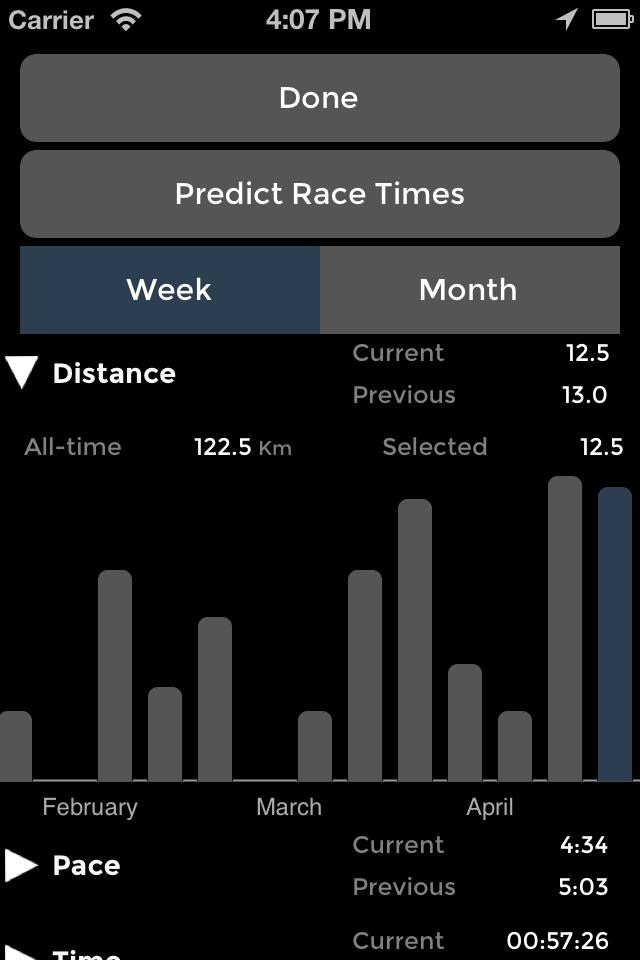 Carrier 4:07 PM
Done
Predict Race Times
Week Month
Distance
Current 12.5
Previous 13.0
All-time 122.5 Km Selected 12.5
February March April
Pace
Current 4:34
Previous 5:03
Time
Current 00:57:26